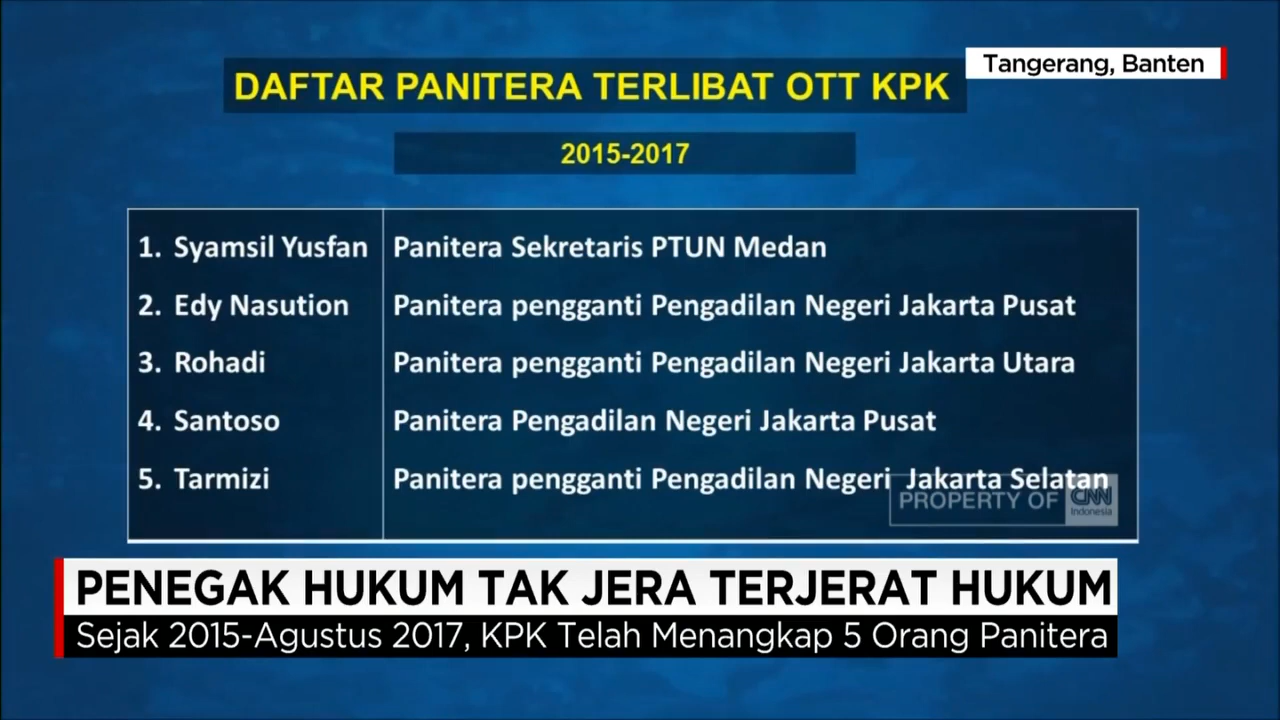 DAFTAR PANITERA TERLIBAT OTT KPK
Tangerang, Banten
2015-2017
1. Syamsil Yusfan Panitera Sekretaris PTUN Medan
2. Edy Nasution Panitera pengganti Pengadilan Negeri Jakarta Pusat
3. Rohadi Panitera pengganti Pengadilan Negeri Jakarta Utara
4. Santoso Panitera Pengadilan Negeri Jakarta Pusat
5. Tarmizi Panitera pengganti Pengadilan Negeri Jakarta Selatan
PROPERTY OF CNN Indonesia
PENEGAK HUKUM TAK JERA TERJERAT HUKUM
Sejak 2015-Agustus 2017, KPK Telah Menangkap 5 Orang Panitera